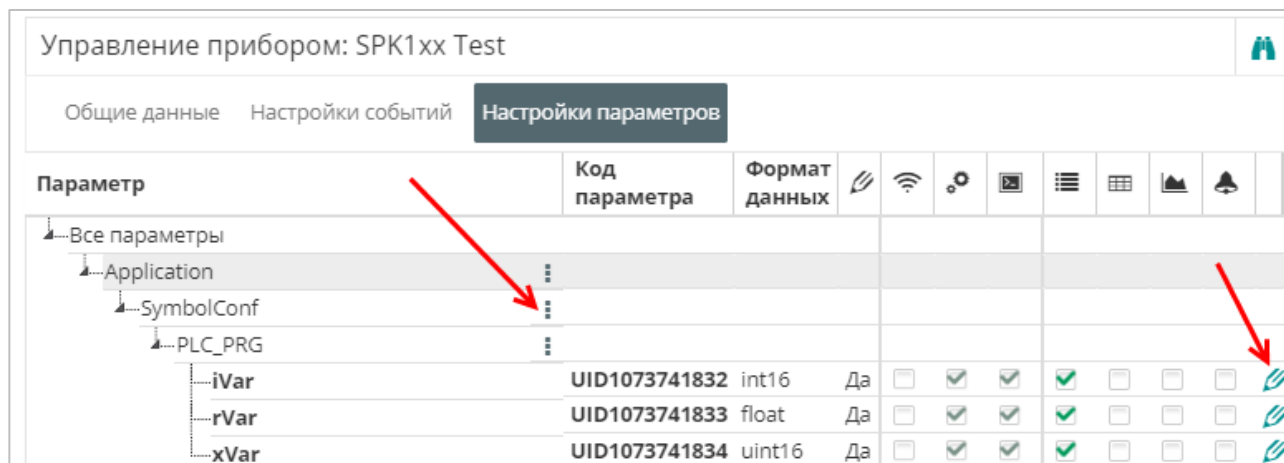 Управление прибором: SPK1xx Test
Общие данные Настройки событий Настройки параметров
Параметр Код параметра Формат данных
Все параметры
Application
SymbolConf
PLC_PRG
iVar UID1073741832 int16 Да
rVar UID1073741833 float Да
xVar UID1073741834 uint16 Да